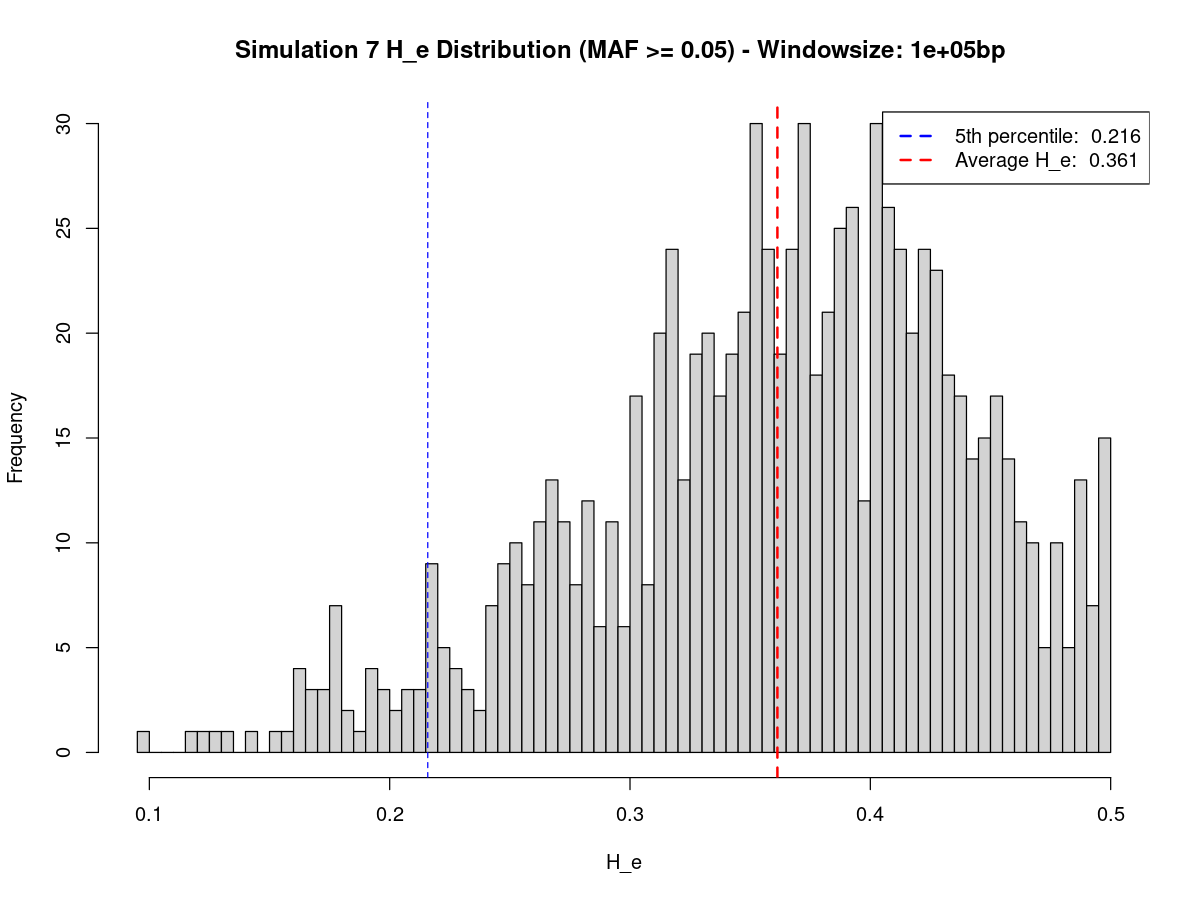 Simulation 7 H_e Distribution (MAF >= 0.05) - Windowsize: 1e+05bp
5th percentile: 0.216
Average H_e: 0.361
Frequency
30
25
20
15
10
5
0
0.1 0.2 0.3 0.4 0.5
H_e